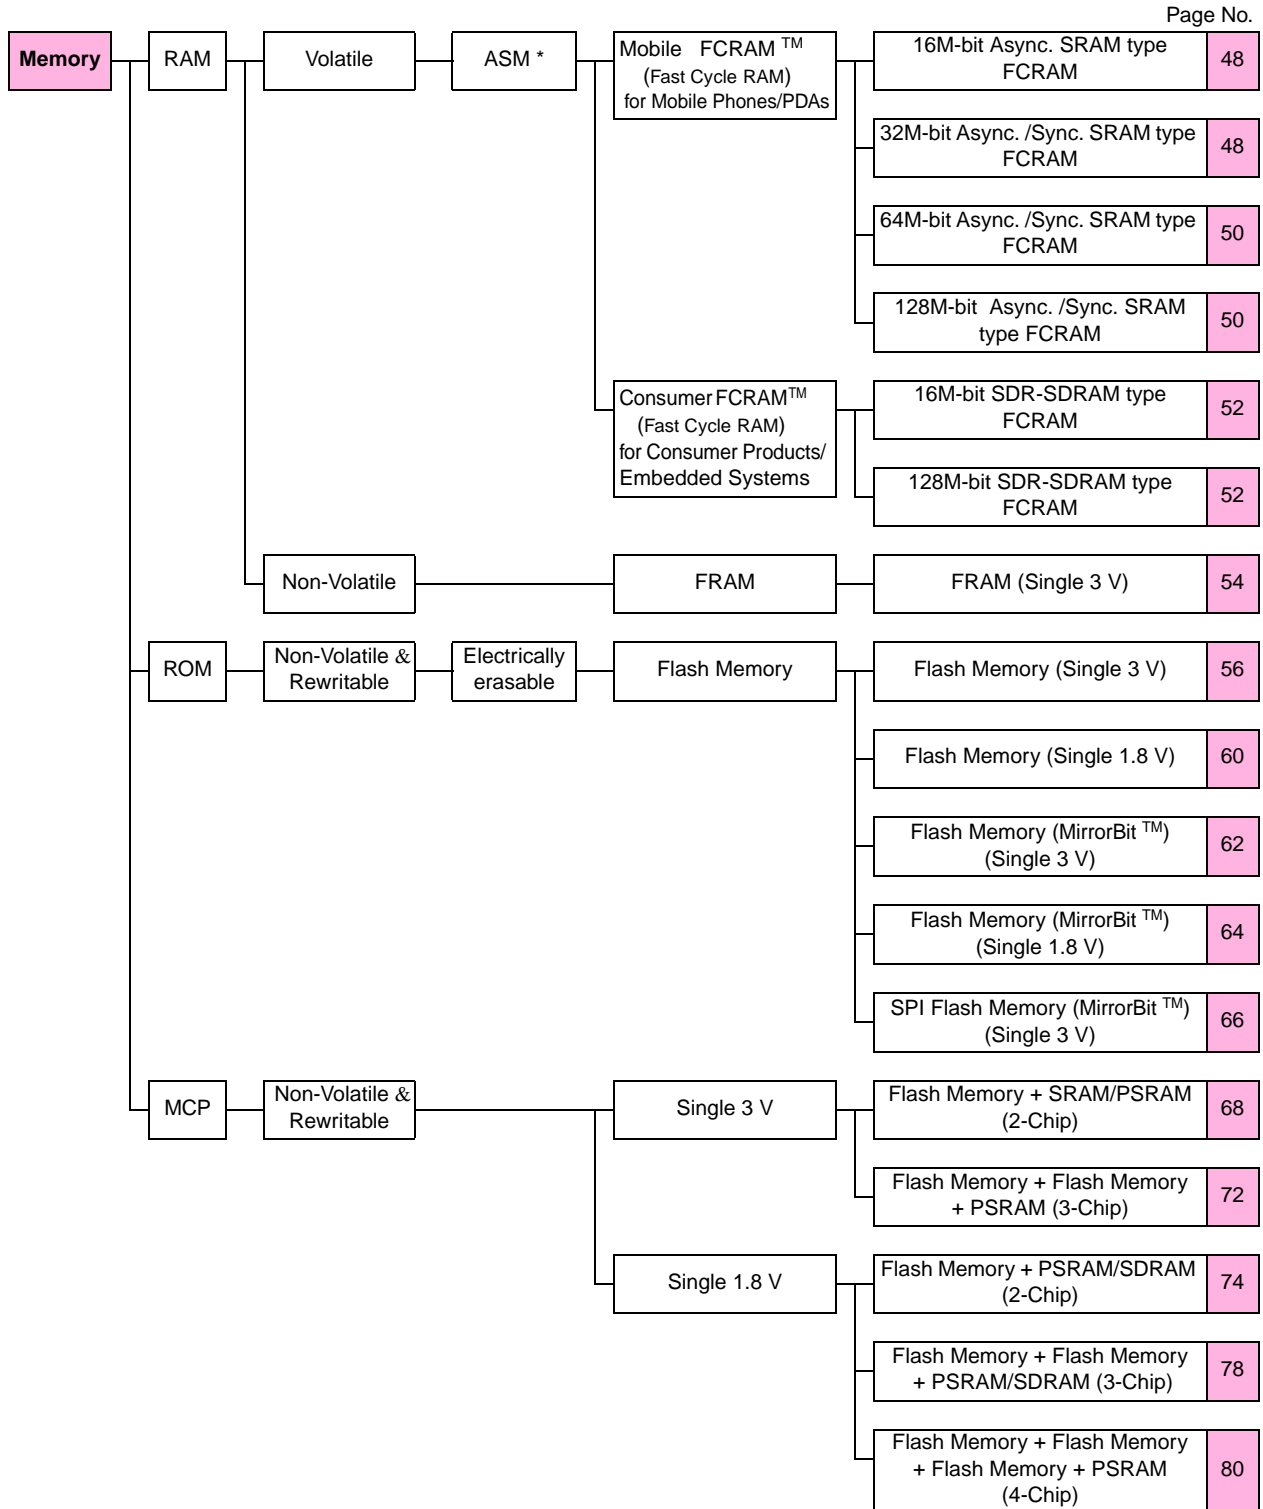 Page No.
Memory
RAM
Volatile
ASM *
Mobile FCRAM TM
(Fast Cycle RAM)
for Mobile Phones/PDAs
16M-bit Async. SRAM type
FCRAM
48
32M-bit Async. /Sync. SRAM type
FCRAM
48
64M-bit Async. /Sync. SRAM type
FCRAM
50
128M-bit Async. /Sync. SRAM
type FCRAM
50
Consumer FCRAM TM
(Fast Cycle RAM)
for Consumer Products/
Embedded Systems
16M-bit SDR-SDRAM type
FCRAM
52
128M-bit SDR-SDRAM type
FCRAM
52
Non-Volatile
FRAM
FRAM (Single 3 V)
54
ROM
Non-Volatile &
Rewritable
Electrically
erasable
Flash Memory
Flash Memory (Single 3 V)
56
Flash Memory (Single 1.8 V)
60
Flash Memory (MirrorBit TM)
(Single 3 V)
62
Flash Memory (MirrorBit TM)
(Single 1.8 V)
64
SPI Flash Memory (MirrorBit TM)
(Single 3 V)
66
MCP
Non-Volatile &
Rewritable
Single 3 V
Flash Memory + SRAM/PSRAM
(2-Chip)
68
Flash Memory + Flash Memory
+ PSRAM (3-Chip)
72
Single 1.8 V
Flash Memory + PSRAM/SDRAM
(2-Chip)
74
Flash Memory + Flash Memory
+ PSRAM/SDRAM (3-Chip)
78
Flash Memory + Flash Memory
+ Flash Memory + PSRAM
(4-Chip)
80